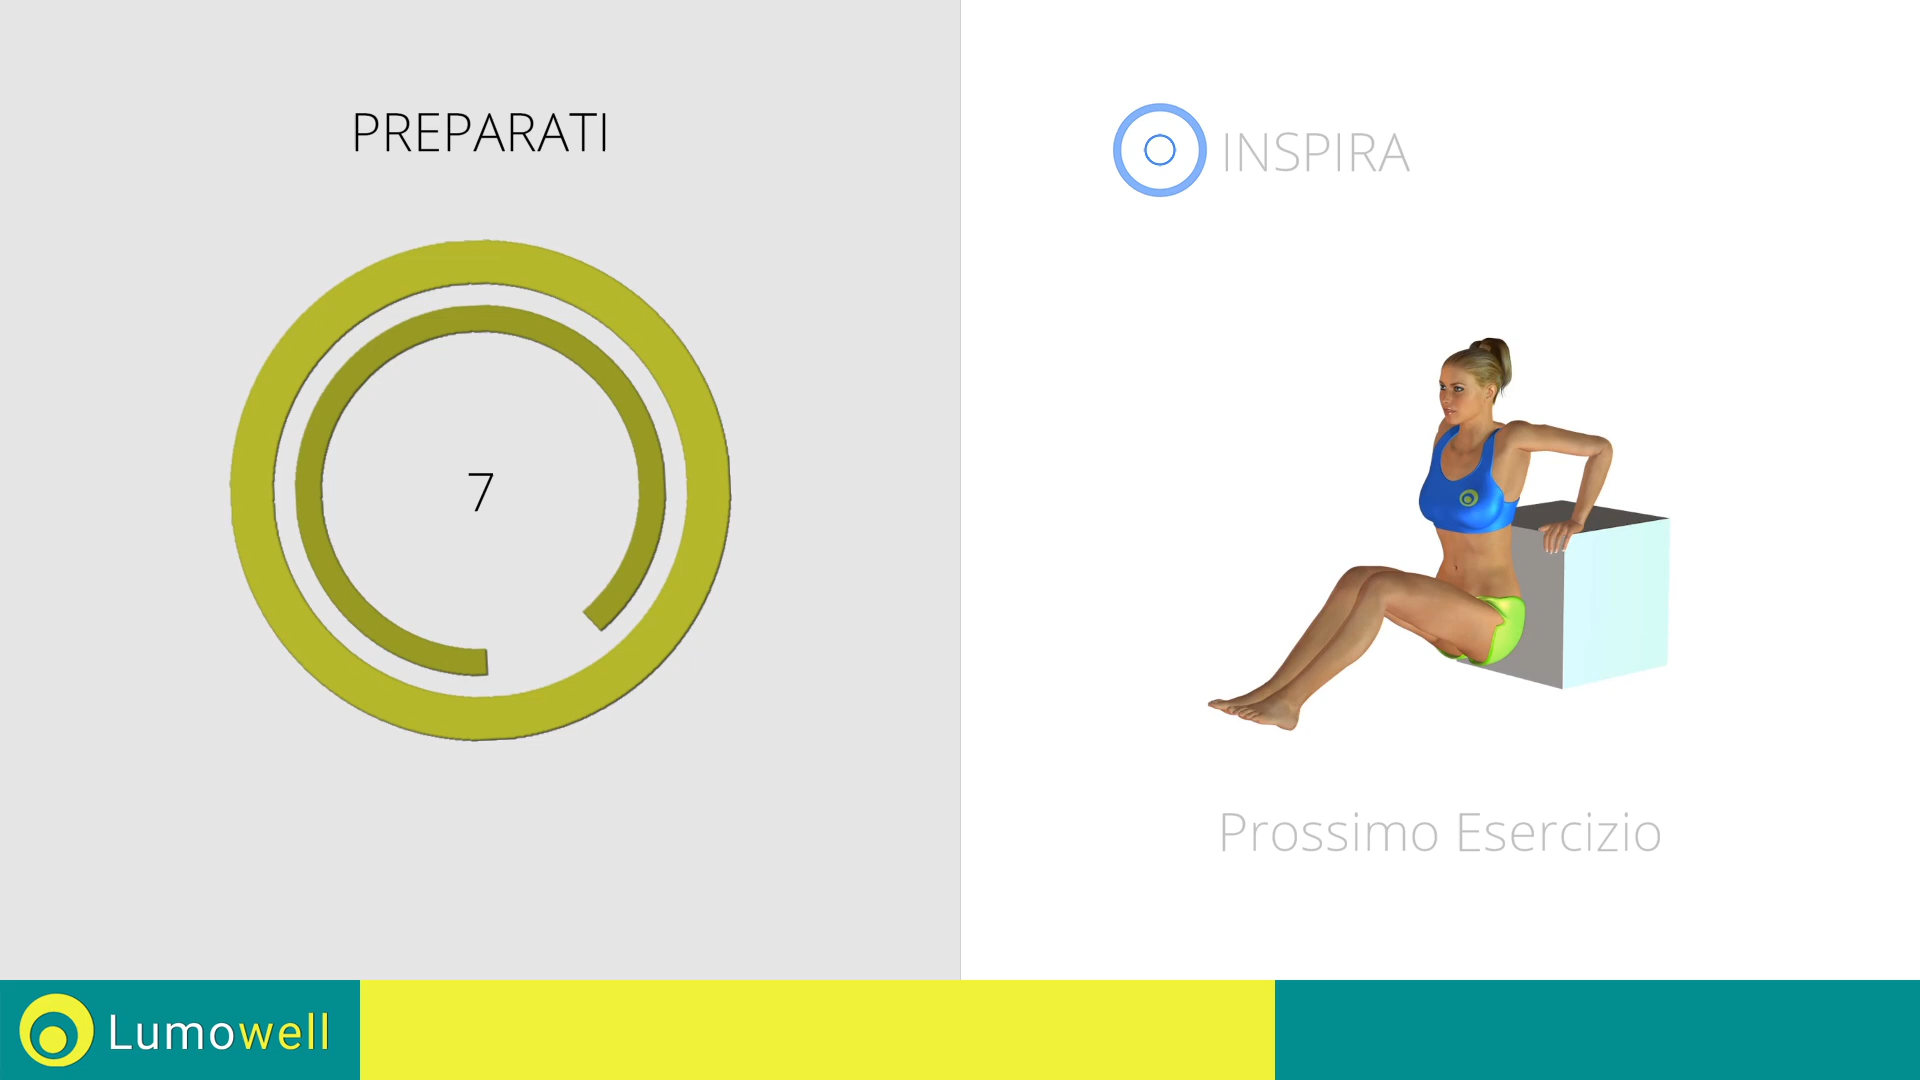 PREPARATI
7
INSPIRA
Prossimo Esercizio
Lumowell